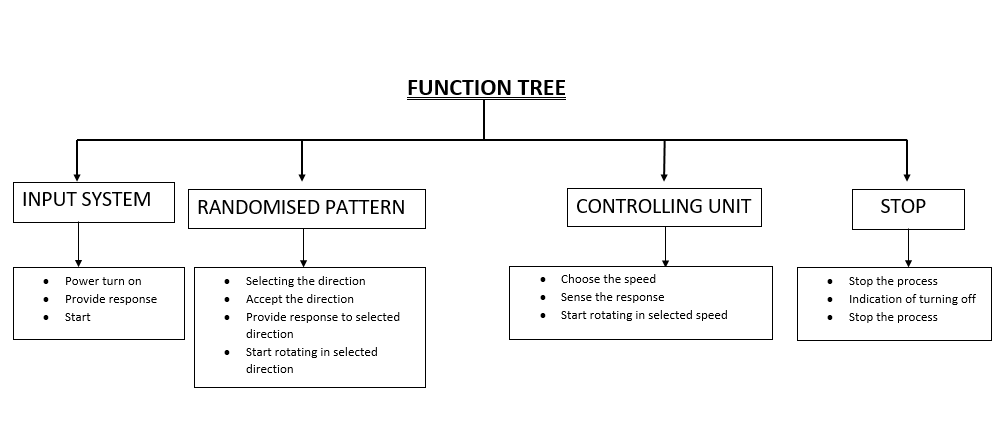 FUNCTION TREE
INPUT SYSTEM
RANDOMISED PATTERN
CONTROLLING UNIT
STOP
• Power turn on
• Provide response
• Start
• Selecting the direction
• Accept the direction
• Provide response to selected
direction
• Start rotating in selected
direction
• Choose the speed
• Sense the response
• Start rotating in selected speed
• Stop the process
• Indication of turning off
• Stop the process